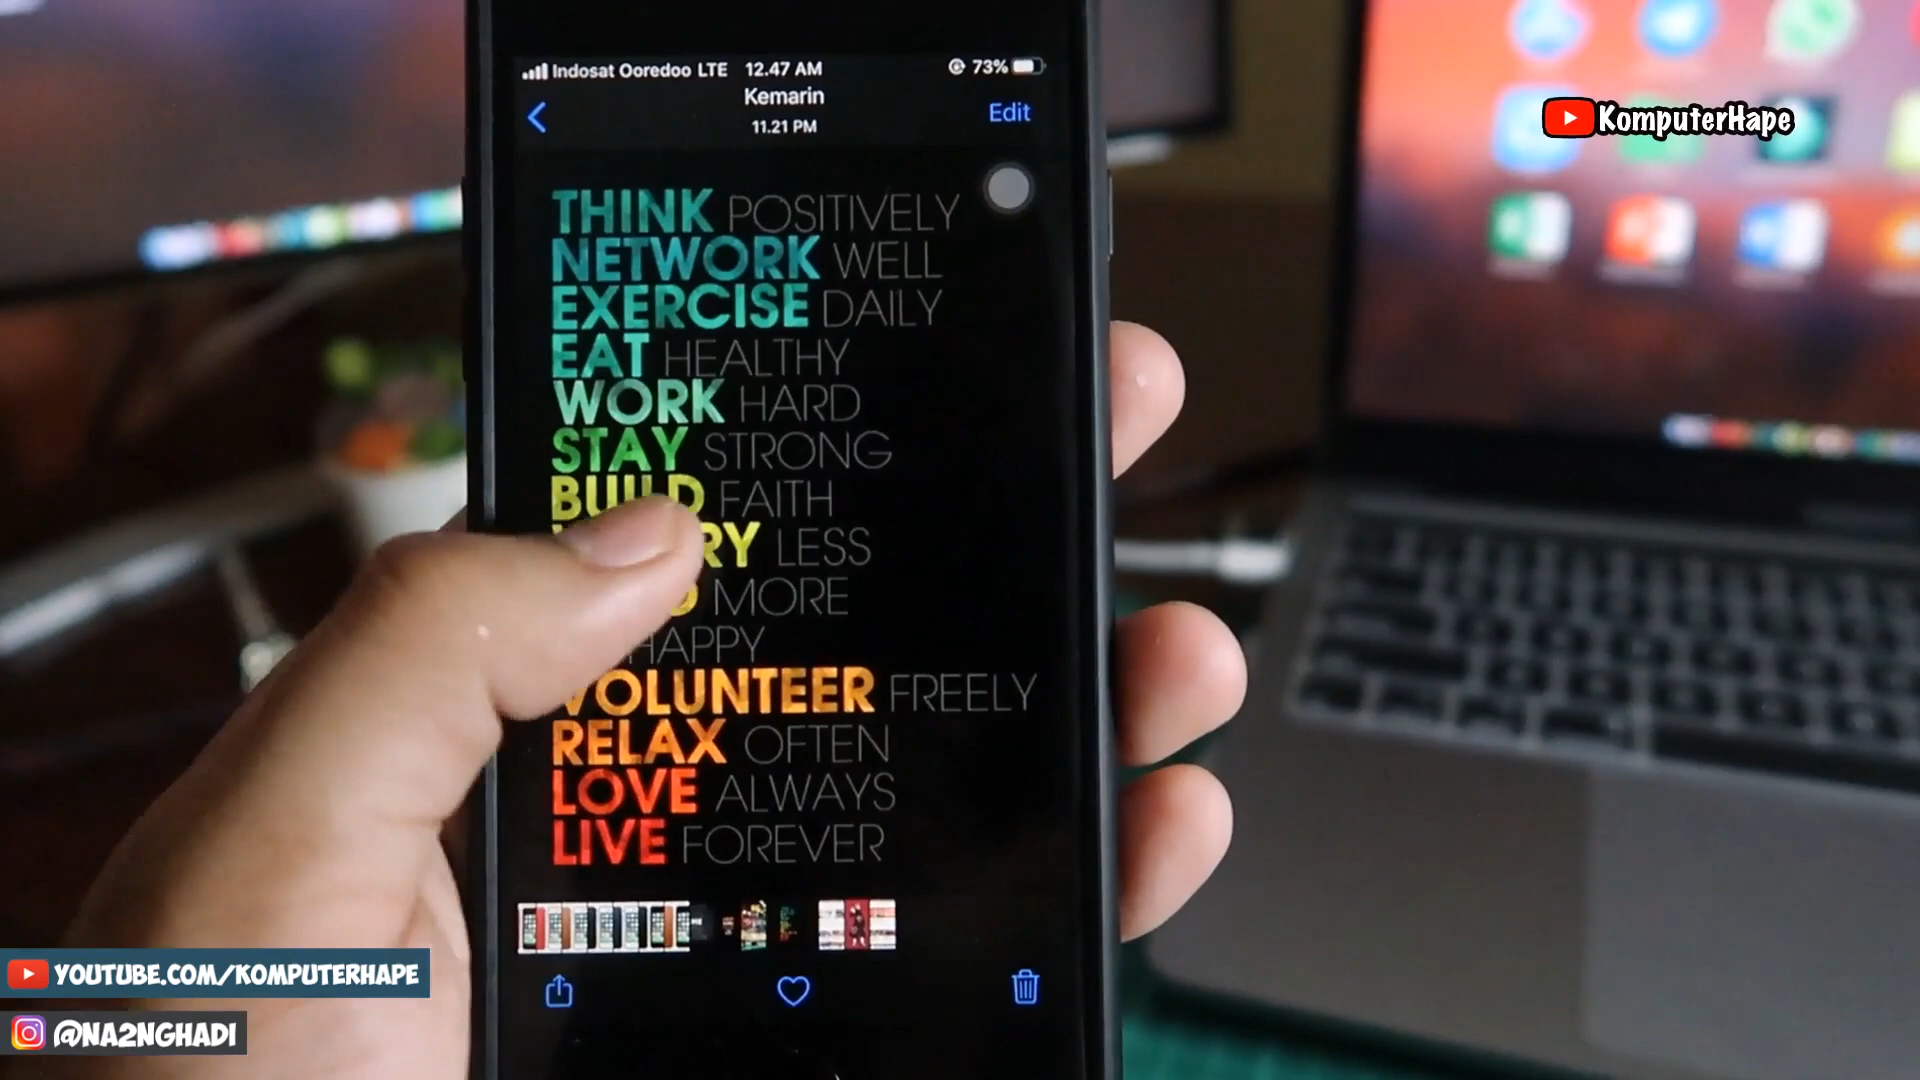 Indosat Ooredoo LTE 12.47 AM 73%
Kemarin
11.21 PM
Edit
KomputerHape
THINK POSITIVELY
NETWORK WELL
EXERCISE DAILY
EAT HEALTHY
WORK HARD
STAY STRONG
BUILD FAITH
LESS
MORE
HAPPY
VOLUNTEER FREELY
RELAX OFTEN
LOVE ALWAYS
LIVE FOREVER
YOUTUBE.COM/KOMPUTERHAPE
@NA2NGHADI